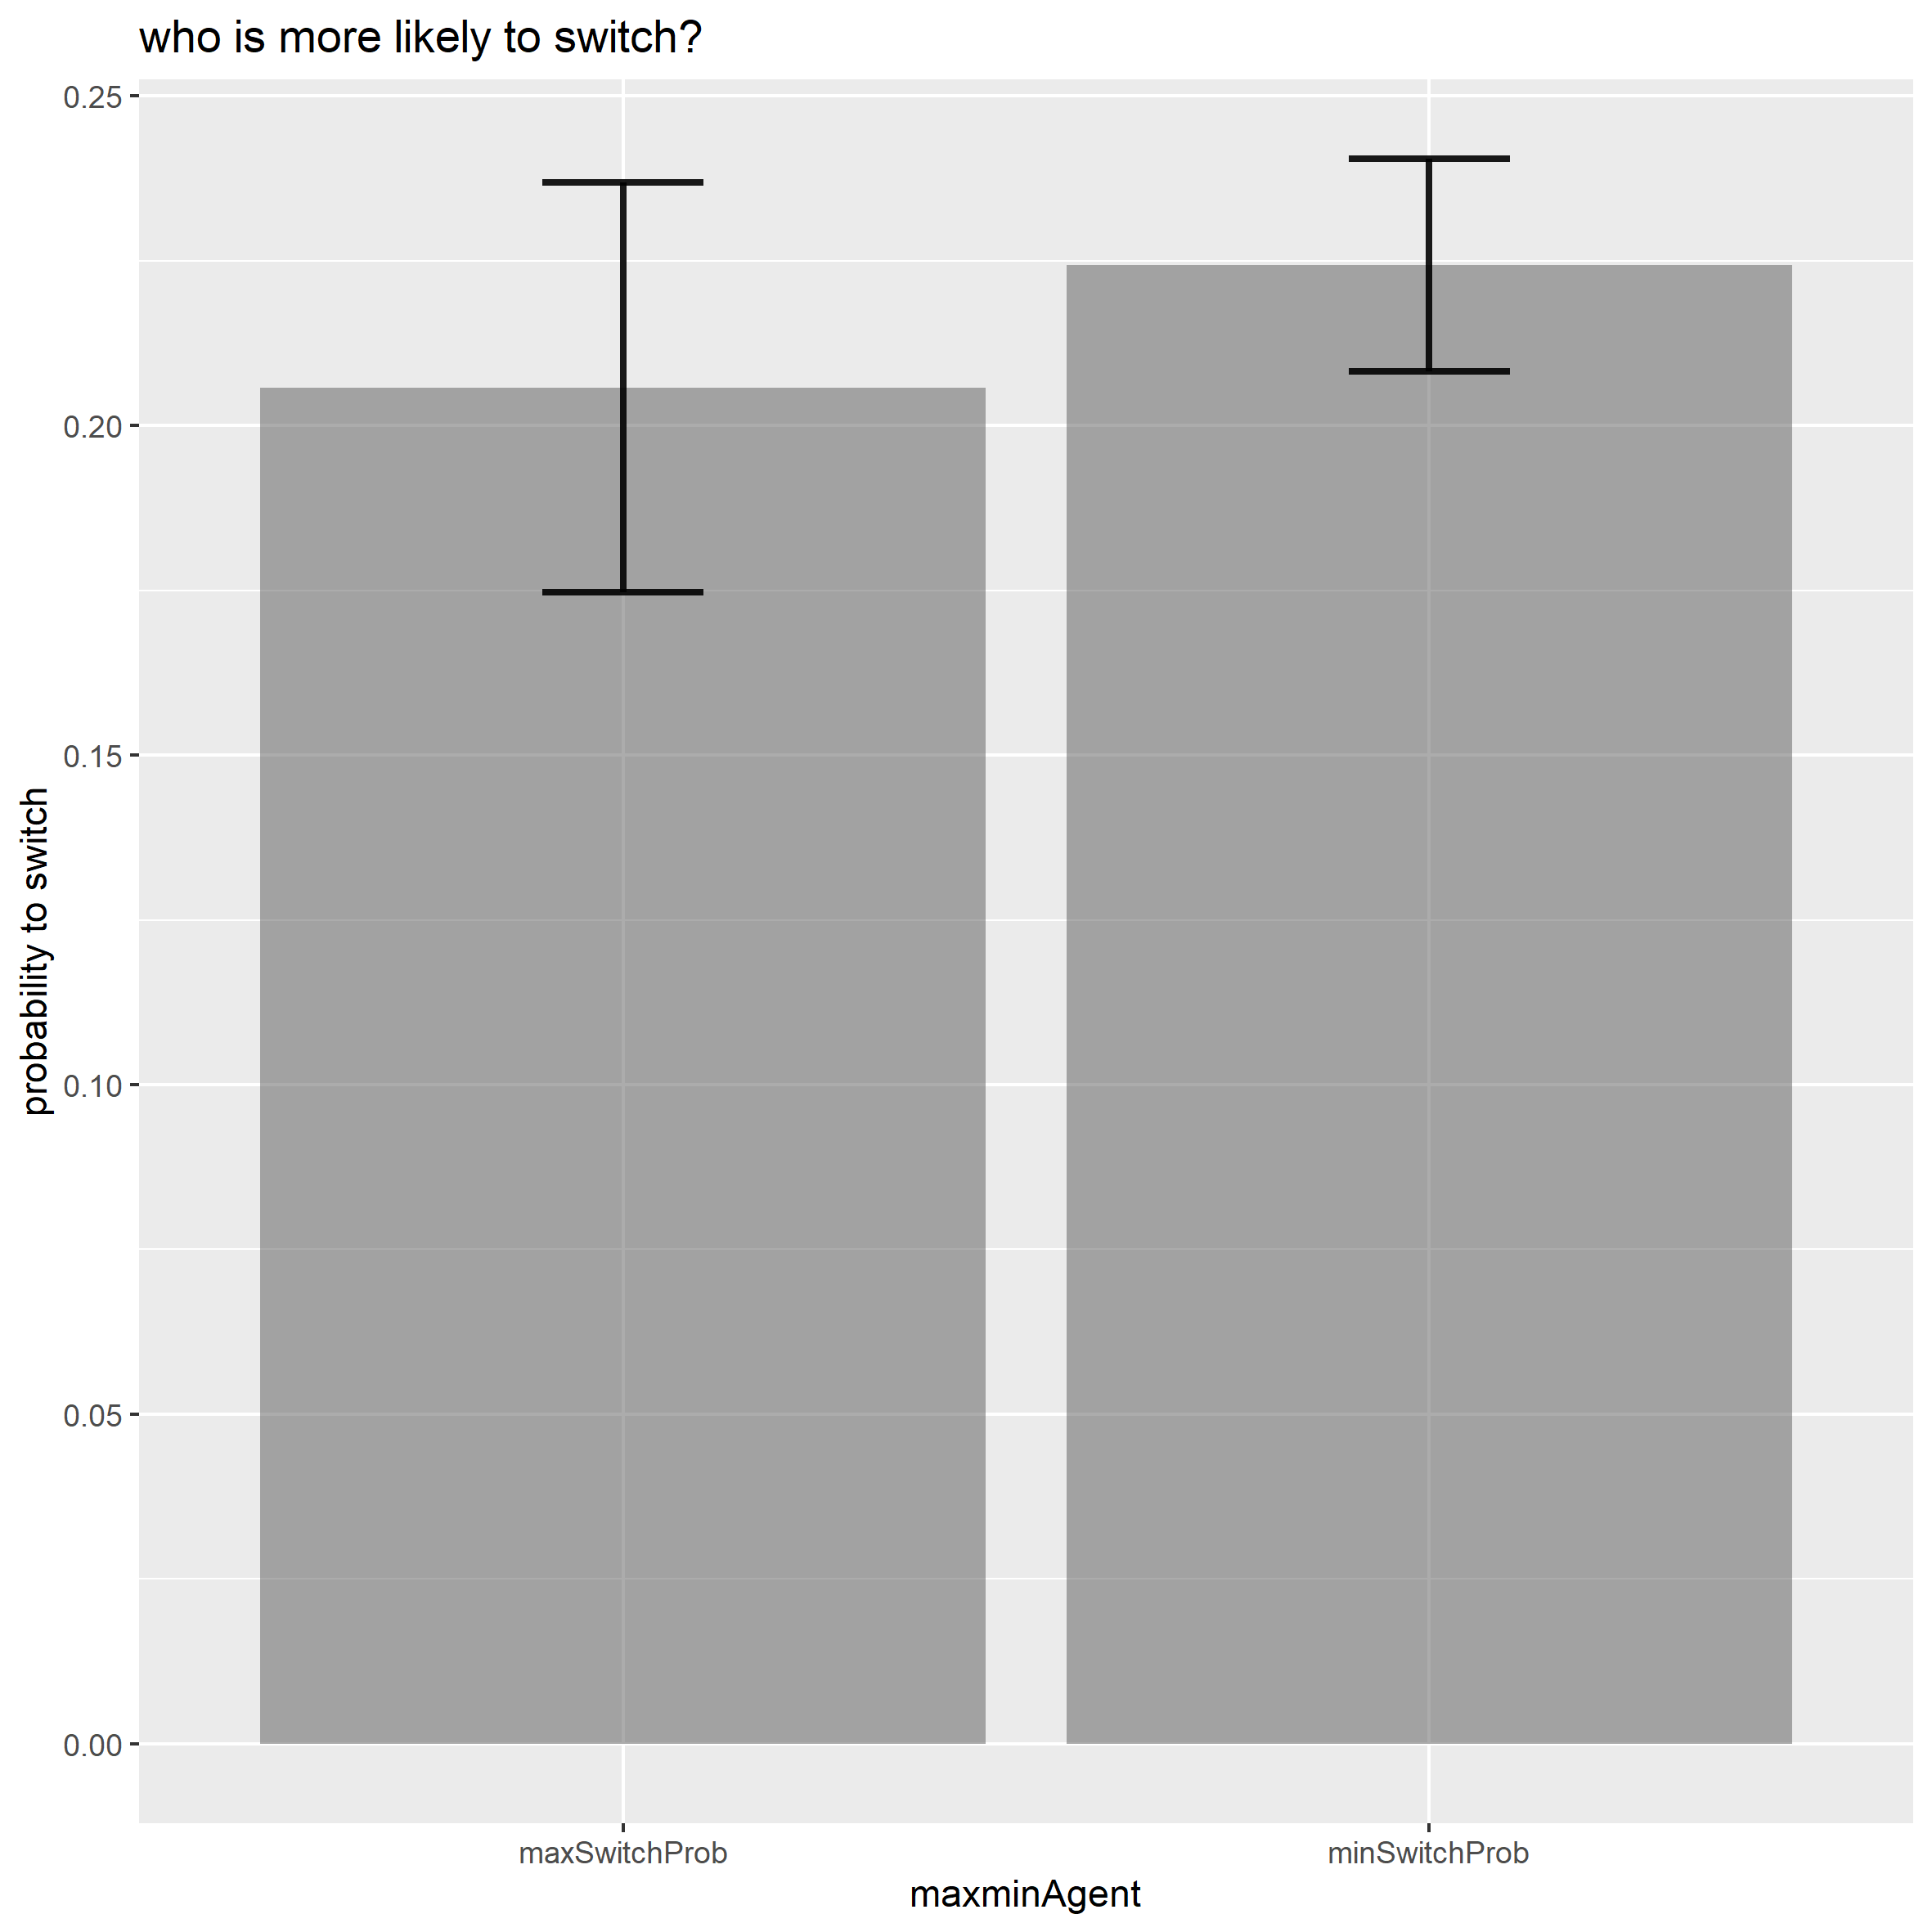 who is more likely to switch?
0.25
0.20
0.15
0.10
0.05
0.00
probability to switch
maxSwitchProb
minSwitchProb
maxminAgent